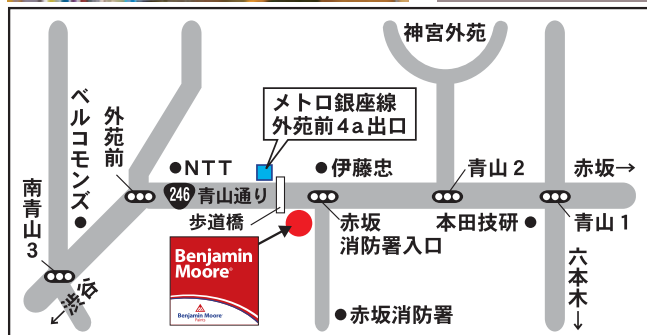 神宮外苑
メトロ銀座線
外苑前4a出口
ベルコモンズ
外苑前
●NTT
●伊藤忠
青山2
赤坂→
南青山3
246
青山通り
歩道橋
赤坂
消防署入口
本田技研●
青山1
Benjamin
Moore®
Benjamin Moore®
Paints
渋谷
六本木→
●赤坂消防署